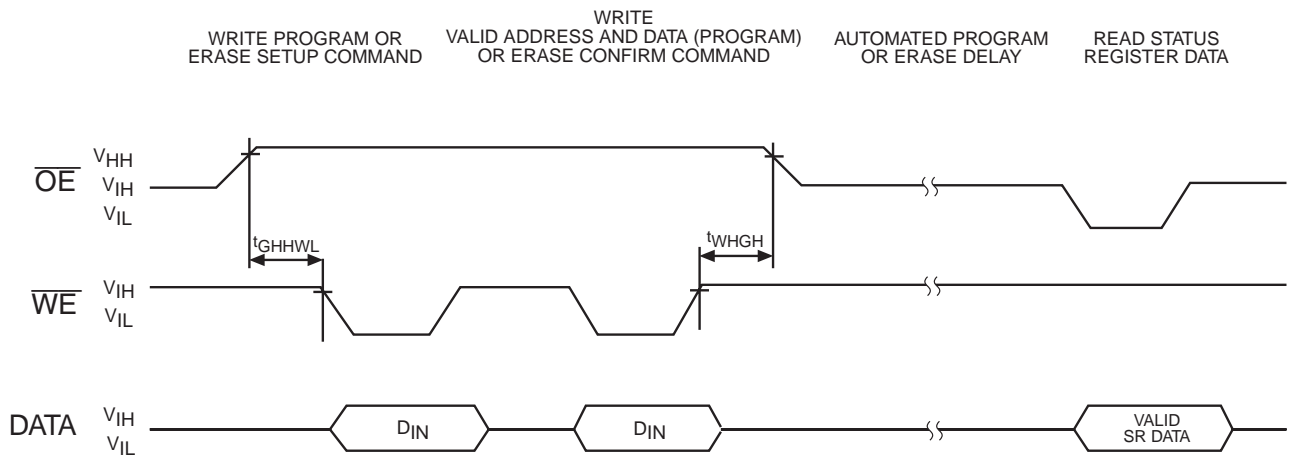 WRITE PROGRAM OR
ERASE SETUP COMMAND
WRITE
VALID ADDRESS AND DATA (PROGRAM)
OR ERASE CONFIRM COMMAND
AUTOMATED PROGRAM
OR ERASE DELAY
READ STATUS
REGISTER DATA
OE
VHH
VIH
VIL
tGHHWL
tWHGH
WE
VIH
VIL
DATA
VIH
VIL
DIN
DIN
VALID
SR DATA